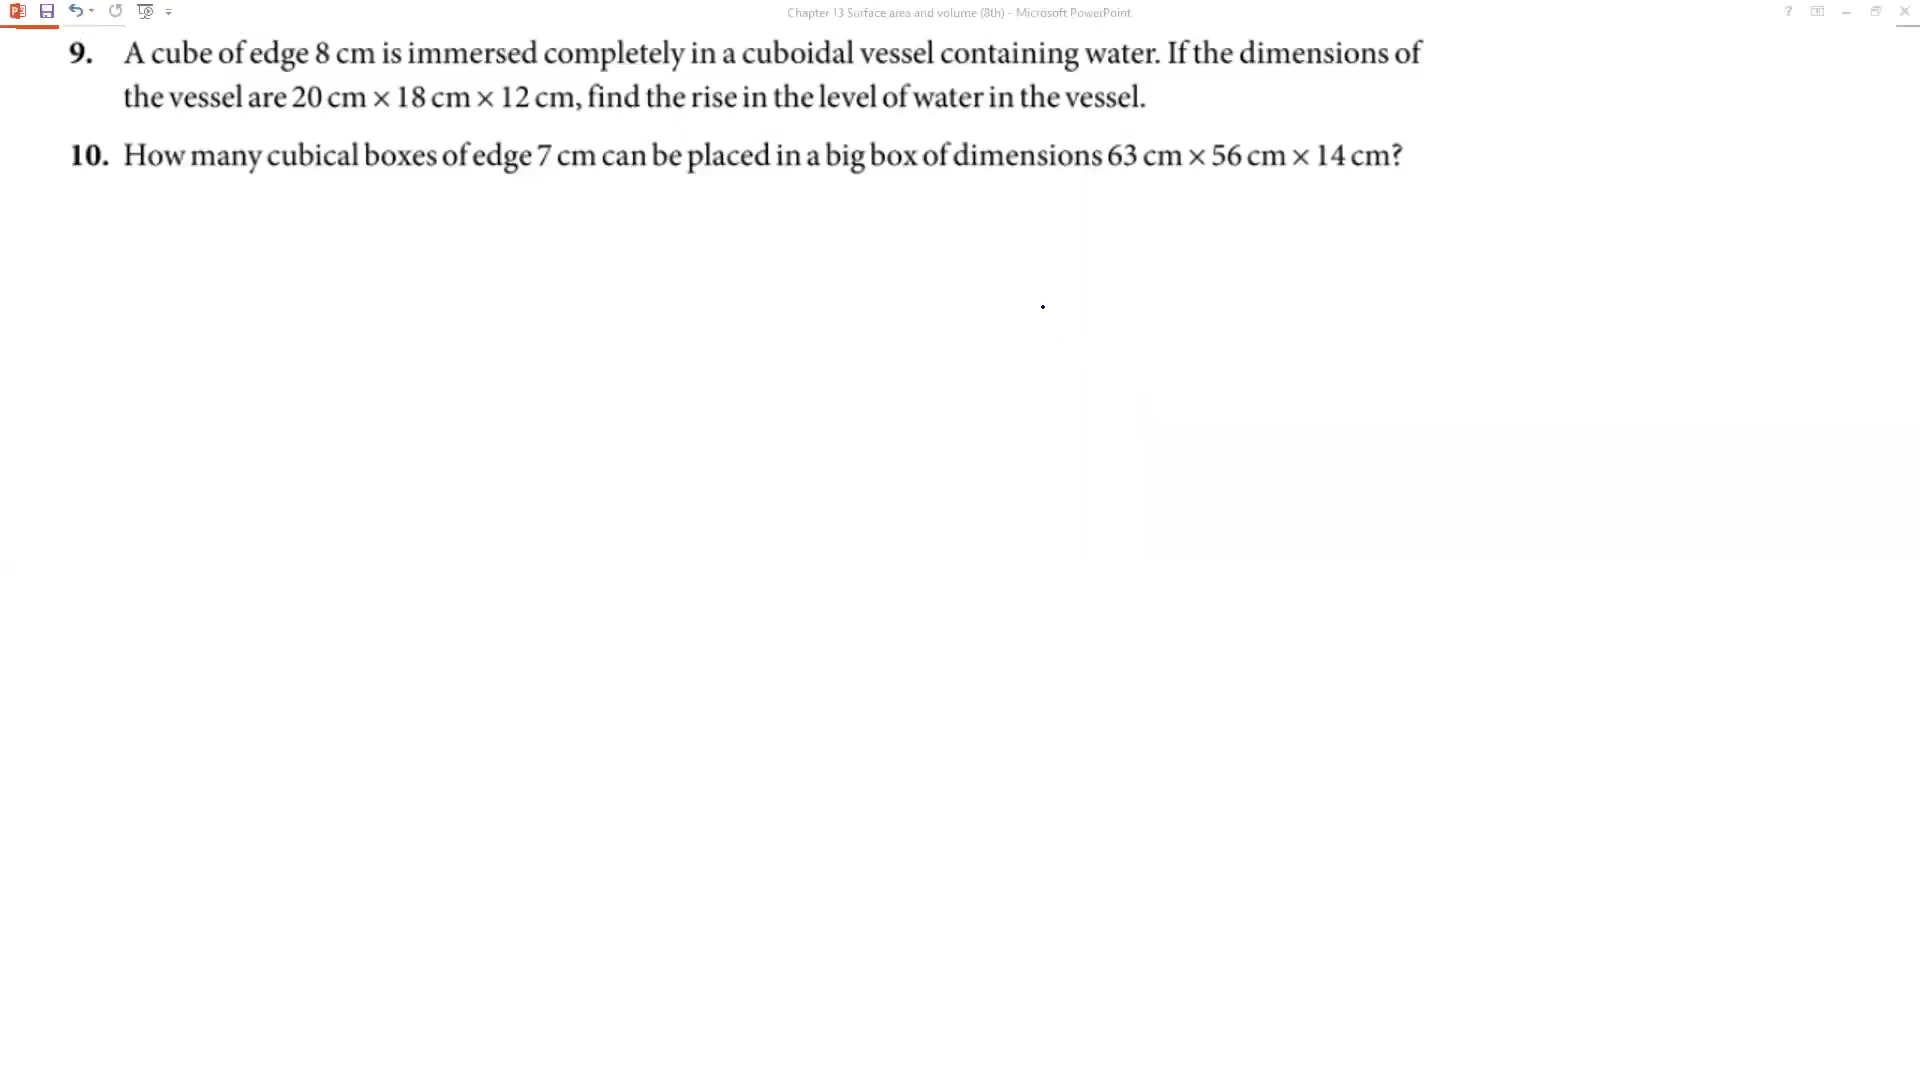 Chapter 13 Surface area and volume (8th) - Microsoft PowerPoint
9. A cube of edge 8 cm is immersed completely in a cuboidal vessel containing water. If the dimensions of
the vessel are 20 cm × 18 cm × 12 cm, find the rise in the level of water in the vessel.
10. How many cubical boxes of edge 7 cm can be placed in a big box of dimensions 63 cm × 56 cm × 14 cm?